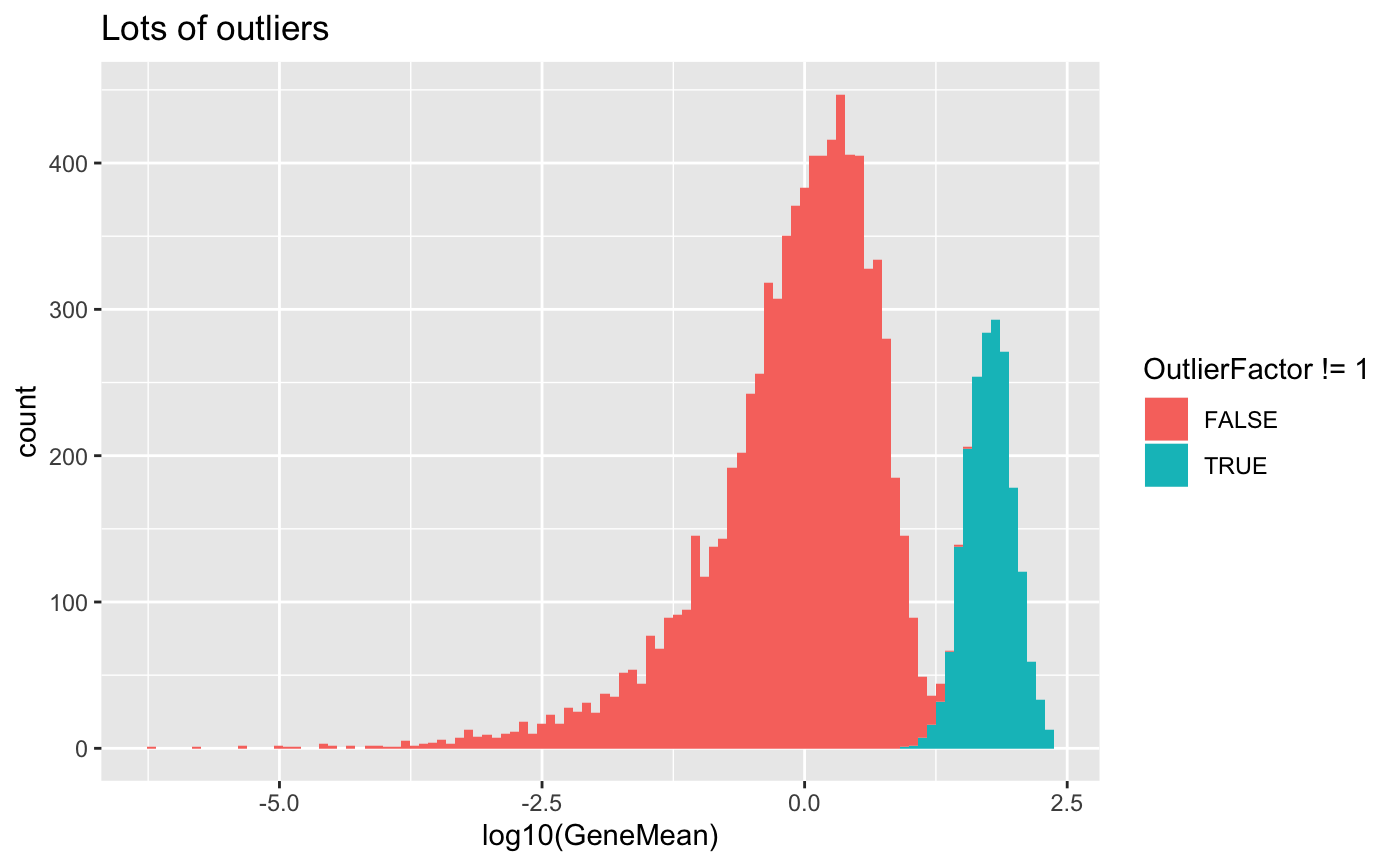 Lots of outliers
400
300
200
100
0
count
-5.0
-2.5
0.0
2.5
log10(GeneMean)
OutlierFactor != 1
FALSE
TRUE